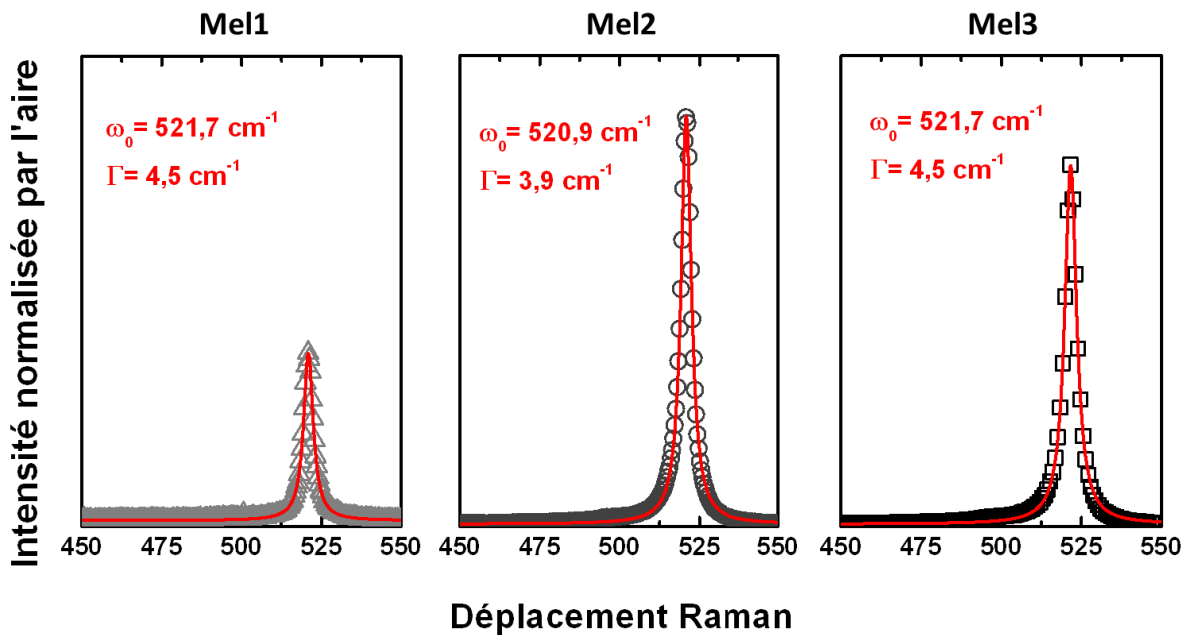 Mel1
Mel2
Mel3
Intensité normalisée par l'aire
ω₀= 521,7 cm⁻¹
Γ= 4,5 cm⁻¹
ω₀= 520,9 cm⁻¹
Γ= 3,9 cm⁻¹
ω₀= 521,7 cm⁻¹
Γ= 4,5 cm⁻¹
450 475 500 525 550
450 475 500 525 550
450 475 500 525 550
Déplacement Raman